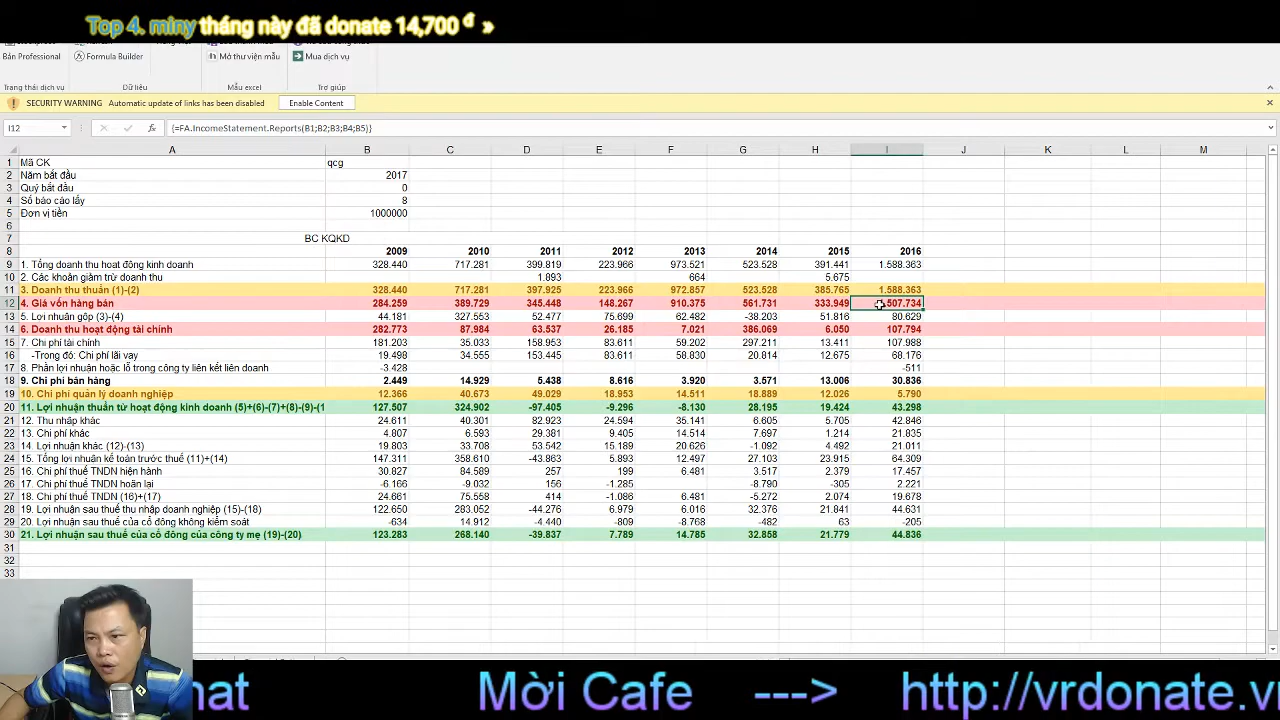 Top 4. miny tháng này đã donate 14,700 đ »
Bán Professional Formula Builder Mở thư viện mẫu Mua dịch vụ
Trạng thái dịch vụ Dữ liệu Mẫu excel Trợ giúp
SECURITY WARNING Automatic update of links has been disabled Enable Content
I12 fx {=FA.IncomeStatement.Reports(B1;B2;B3;B4;B5)}
A B C D E F G H I J K L M
1 Mã CK qcg
2 Năm bắt đầu 2017
3 Quý bắt đầu 0
4 Số báo cáo lấy 8
5 Đơn vị tiền 1000000
6
7 BC KQKD
8 2009 2010 2011 2012 2013 2014 2015 2016
9 1. Tổng doanh thu hoạt động kinh doanh 328.440 717.281 399.819 223.966 973.521 523.528 391.441 1.588.363
10 2. Các khoản giảm trừ doanh thu 1.893 664 5.675
11 3. Doanh thu thuần (1)-(2) 328.440 717.281 397.925 223.966 972.857 523.528 385.765 1.588.363
12 4. Giá vốn hàng bán 284.259 389.729 345.448 148.267 910.375 561.731 333.949 507.734
13 5. Lợi nhuận gộp (3)-(4) 44.181 327.553 52.477 75.699 62.482 -38.203 51.816 80.629
14 6. Doanh thu hoạt động tài chính 282.773 87.984 63.537 26.185 7.021 386.069 6.050 107.794
15 7. Chi phí tài chính 181.203 35.033 158.953 83.611 59.202 297.211 13.411 107.988
16 -Trong đó: Chi phí lãi vay 19.498 34.555 153.445 83.611 58.830 20.814 12.675 68.176
17 8. Phần lợi nhuận hoặc lỗ trong công ty liên kết liên doanh -3.428 -511
18 9. Chi phí bán hàng 2.449 14.929 5.438 8.616 3.920 3.571 13.006 30.836
19 10. Chi phí quản lý doanh nghiệp 12.366 40.673 49.029 18.953 14.511 18.889 12.026 5.790
20 11. Lợi nhuận thuần từ hoạt động kinh doanh (5)+(6)-(7)+(8)-(9)-(1 127.507 324.902 -97.405 -9.296 -8.130 28.195 19.424 43.298
21 12. Thu nhập khác 24.611 40.301 82.923 24.594 35.141 6.605 5.705 42.846
22 13. Chi phí khác 4.807 6.593 29.381 9.405 14.514 7.697 1.214 21.835
23 14. Lợi nhuận khác (12)-(13) 19.803 33.708 53.542 15.189 20.626 -1.092 4.492 21.011
24 15. Tổng lợi nhuận kế toán trước thuế (11)+(14) 147.311 358.610 -43.863 5.893 12.497 27.103 23.915 64.309
25 16. Chi phí thuế TNDN hiện hành 30.827 84.589 257 199 6.481 3.517 2.379 17.457
26 17. Chi phí thuế TNDN hoãn lại -6.166 -9.032 156 -1.285 -8.790 -305 2.221
27 18. Chi phí thuế TNDN (16)+(17) 24.661 75.558 414 -1.086 6.481 -5.272 2.074 19.678
28 19. Lợi nhuận sau thuế thu nhập doanh nghiệp (15)-(18) 122.650 283.052 -44.276 6.979 6.016 32.376 21.841 44.631
29 20. Lợi nhuận sau thuế của cổ đông không kiểm soát -634 14.912 -4.440 -809 -8.768 -482 63 -205
30 21. Lợi nhuận sau thuế của cổ đông của công ty mẹ (19)-(20) 123.283 268.140 -39.837 7.789 14.785 32.858 21.779 44.836
31
32
33
nat Mời Cafe ---> http://vrdonate.v